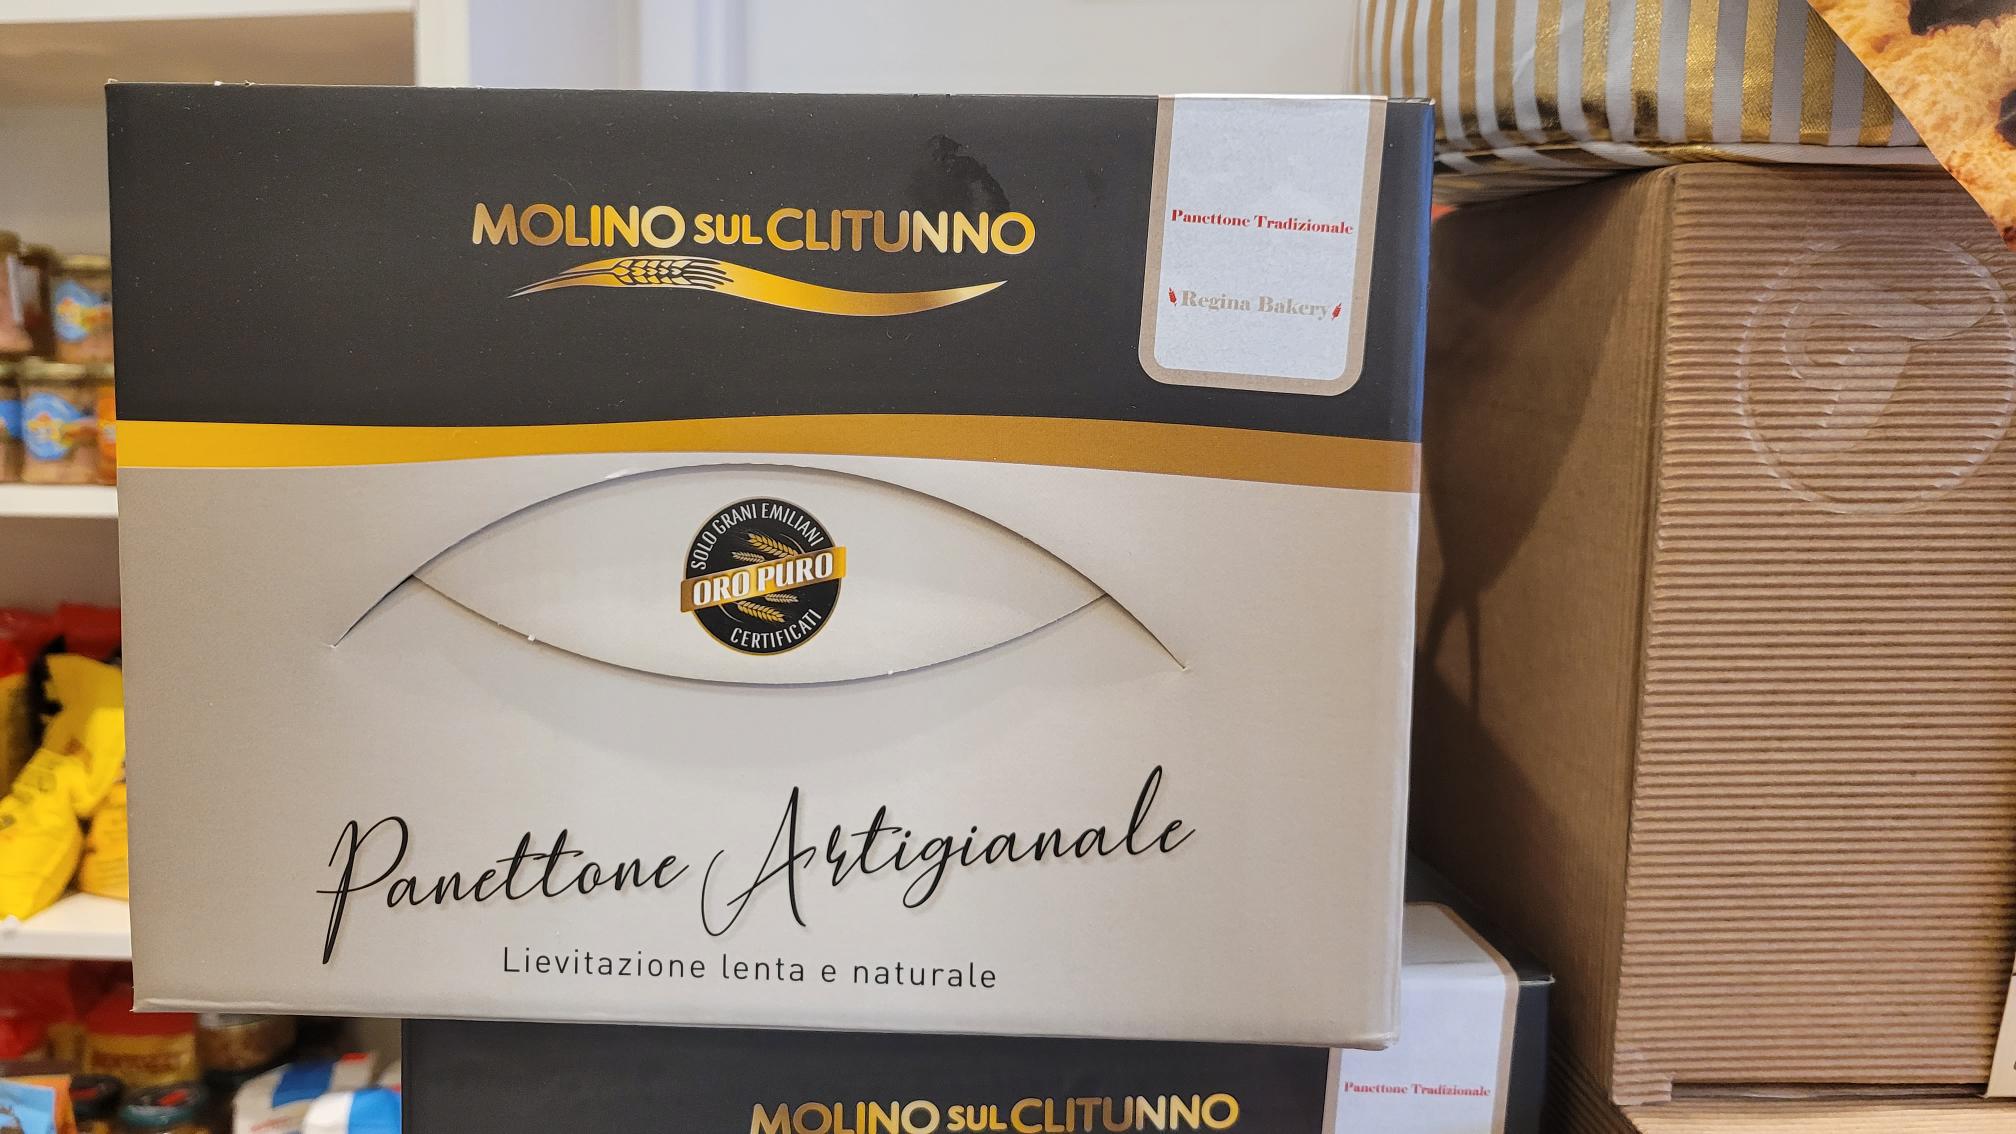 MOLINO SUL CLITUNNO
Panettone Tradizionale
Regina Bakery
SOLO GRANI EMILIANI
ORO PURO
CERTIFICATI
Panettone Artigianale
Lievitazione lenta e naturale
MOLINO SUL CLITUNNO
Panettone Tradizionale